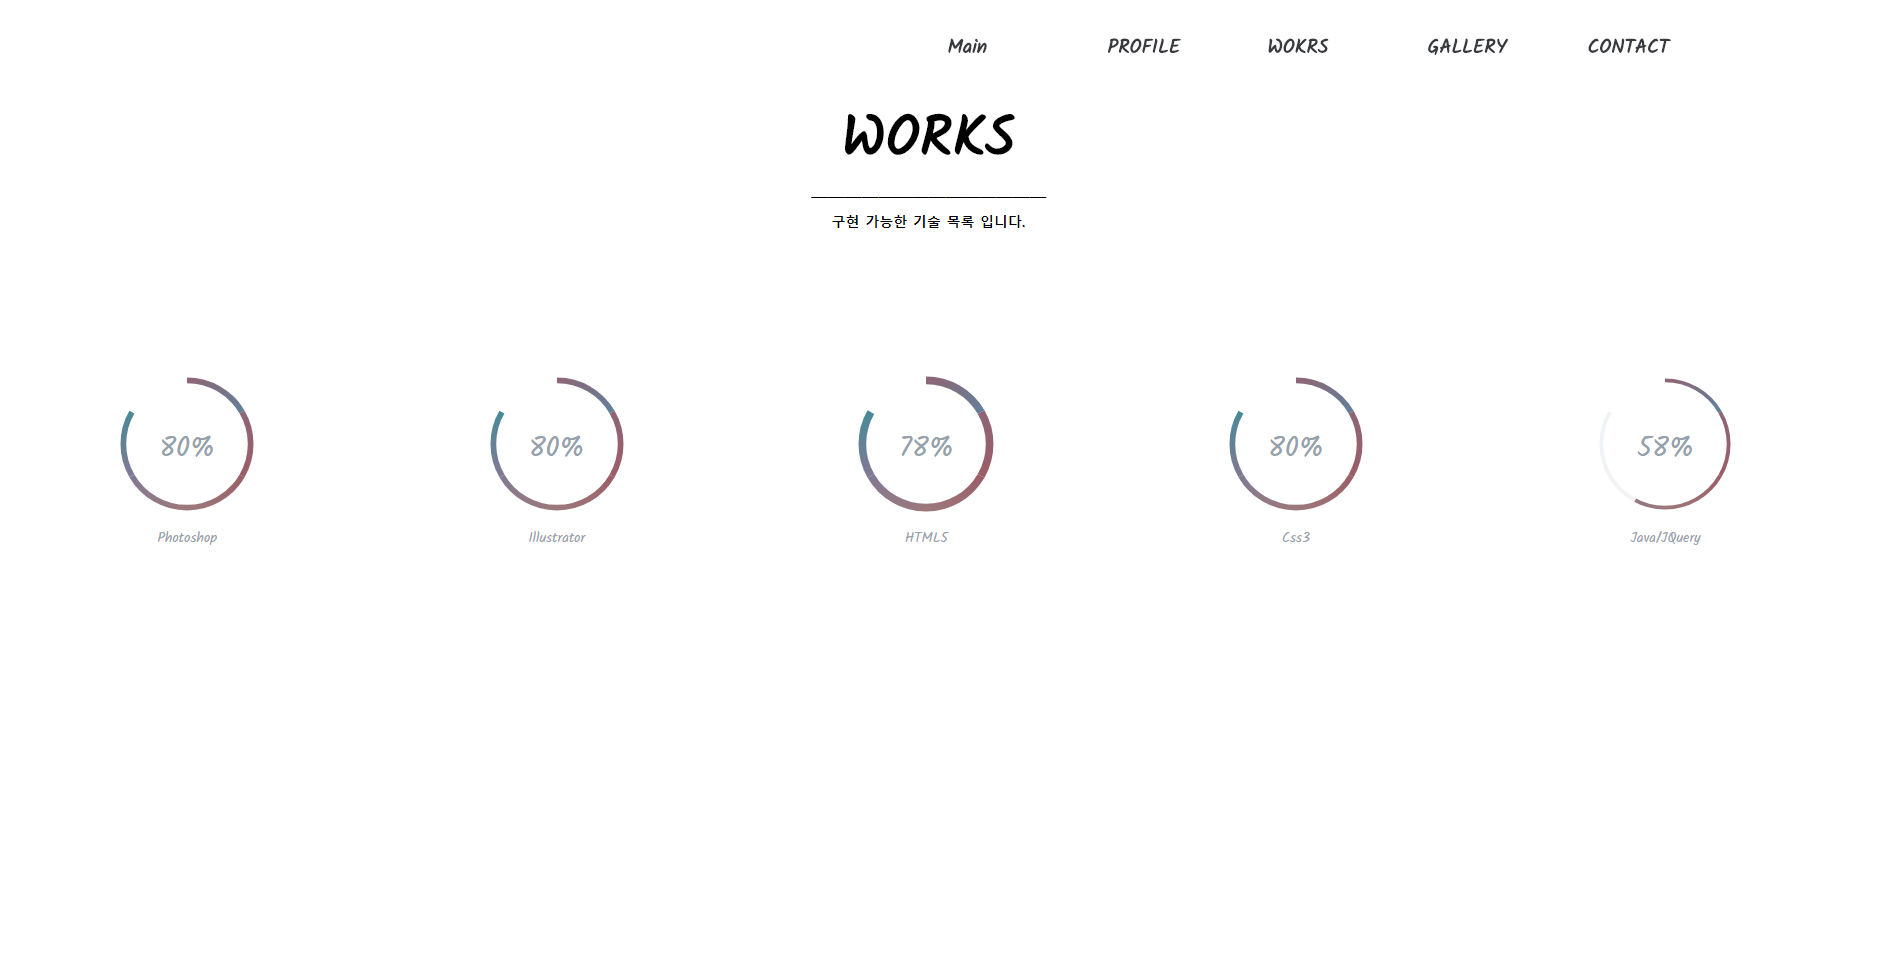 Main PROFILE WOKRS GALLERY CONTACT
WORKS
구현 가능한 기술 목록 입니다.
80% 80% 78% 80% 58%
Photoshop Illustrator HTML5 Css3 Java/JQuery